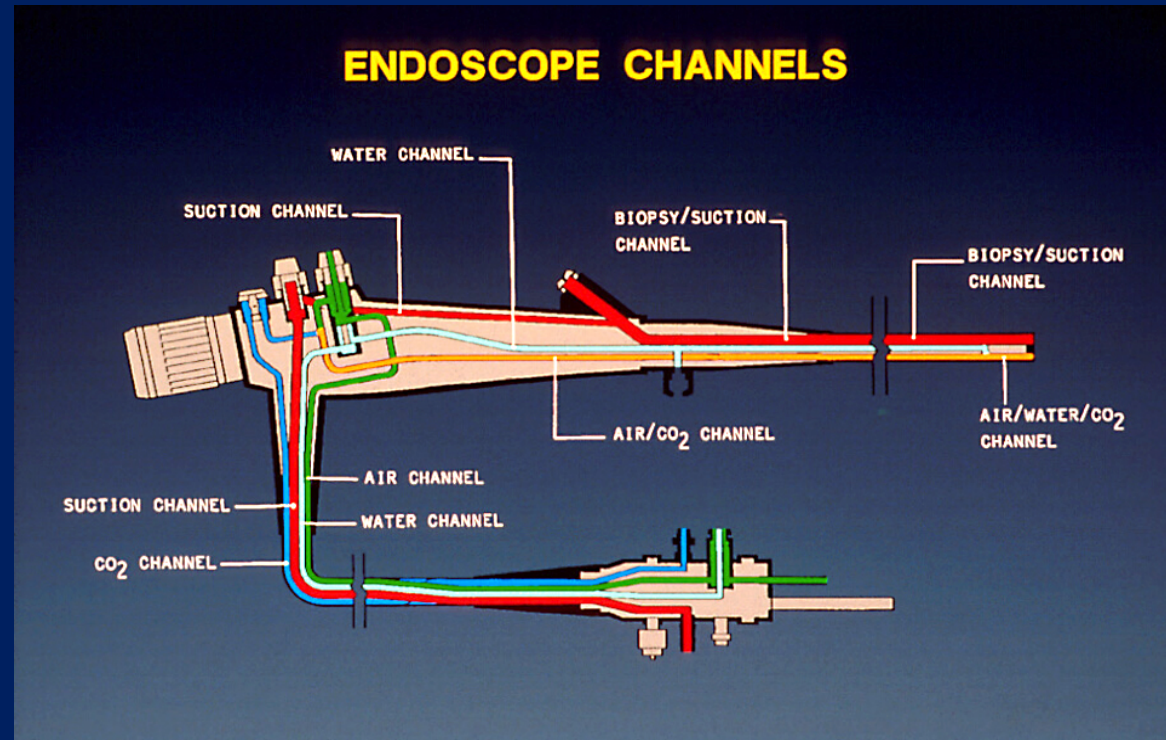 ENDOSCOPE CHANNELS
WATER CHANNEL
SUCTION CHANNEL
BIOPSY/SUCTION
CHANNEL
BIOPSY/SUCTION
CHANNEL
AIR/WATER/CO2
CHANNEL
AIR/CO2 CHANNEL
AIR CHANNEL
SUCTION CHANNEL
WATER CHANNEL
CO2 CHANNEL